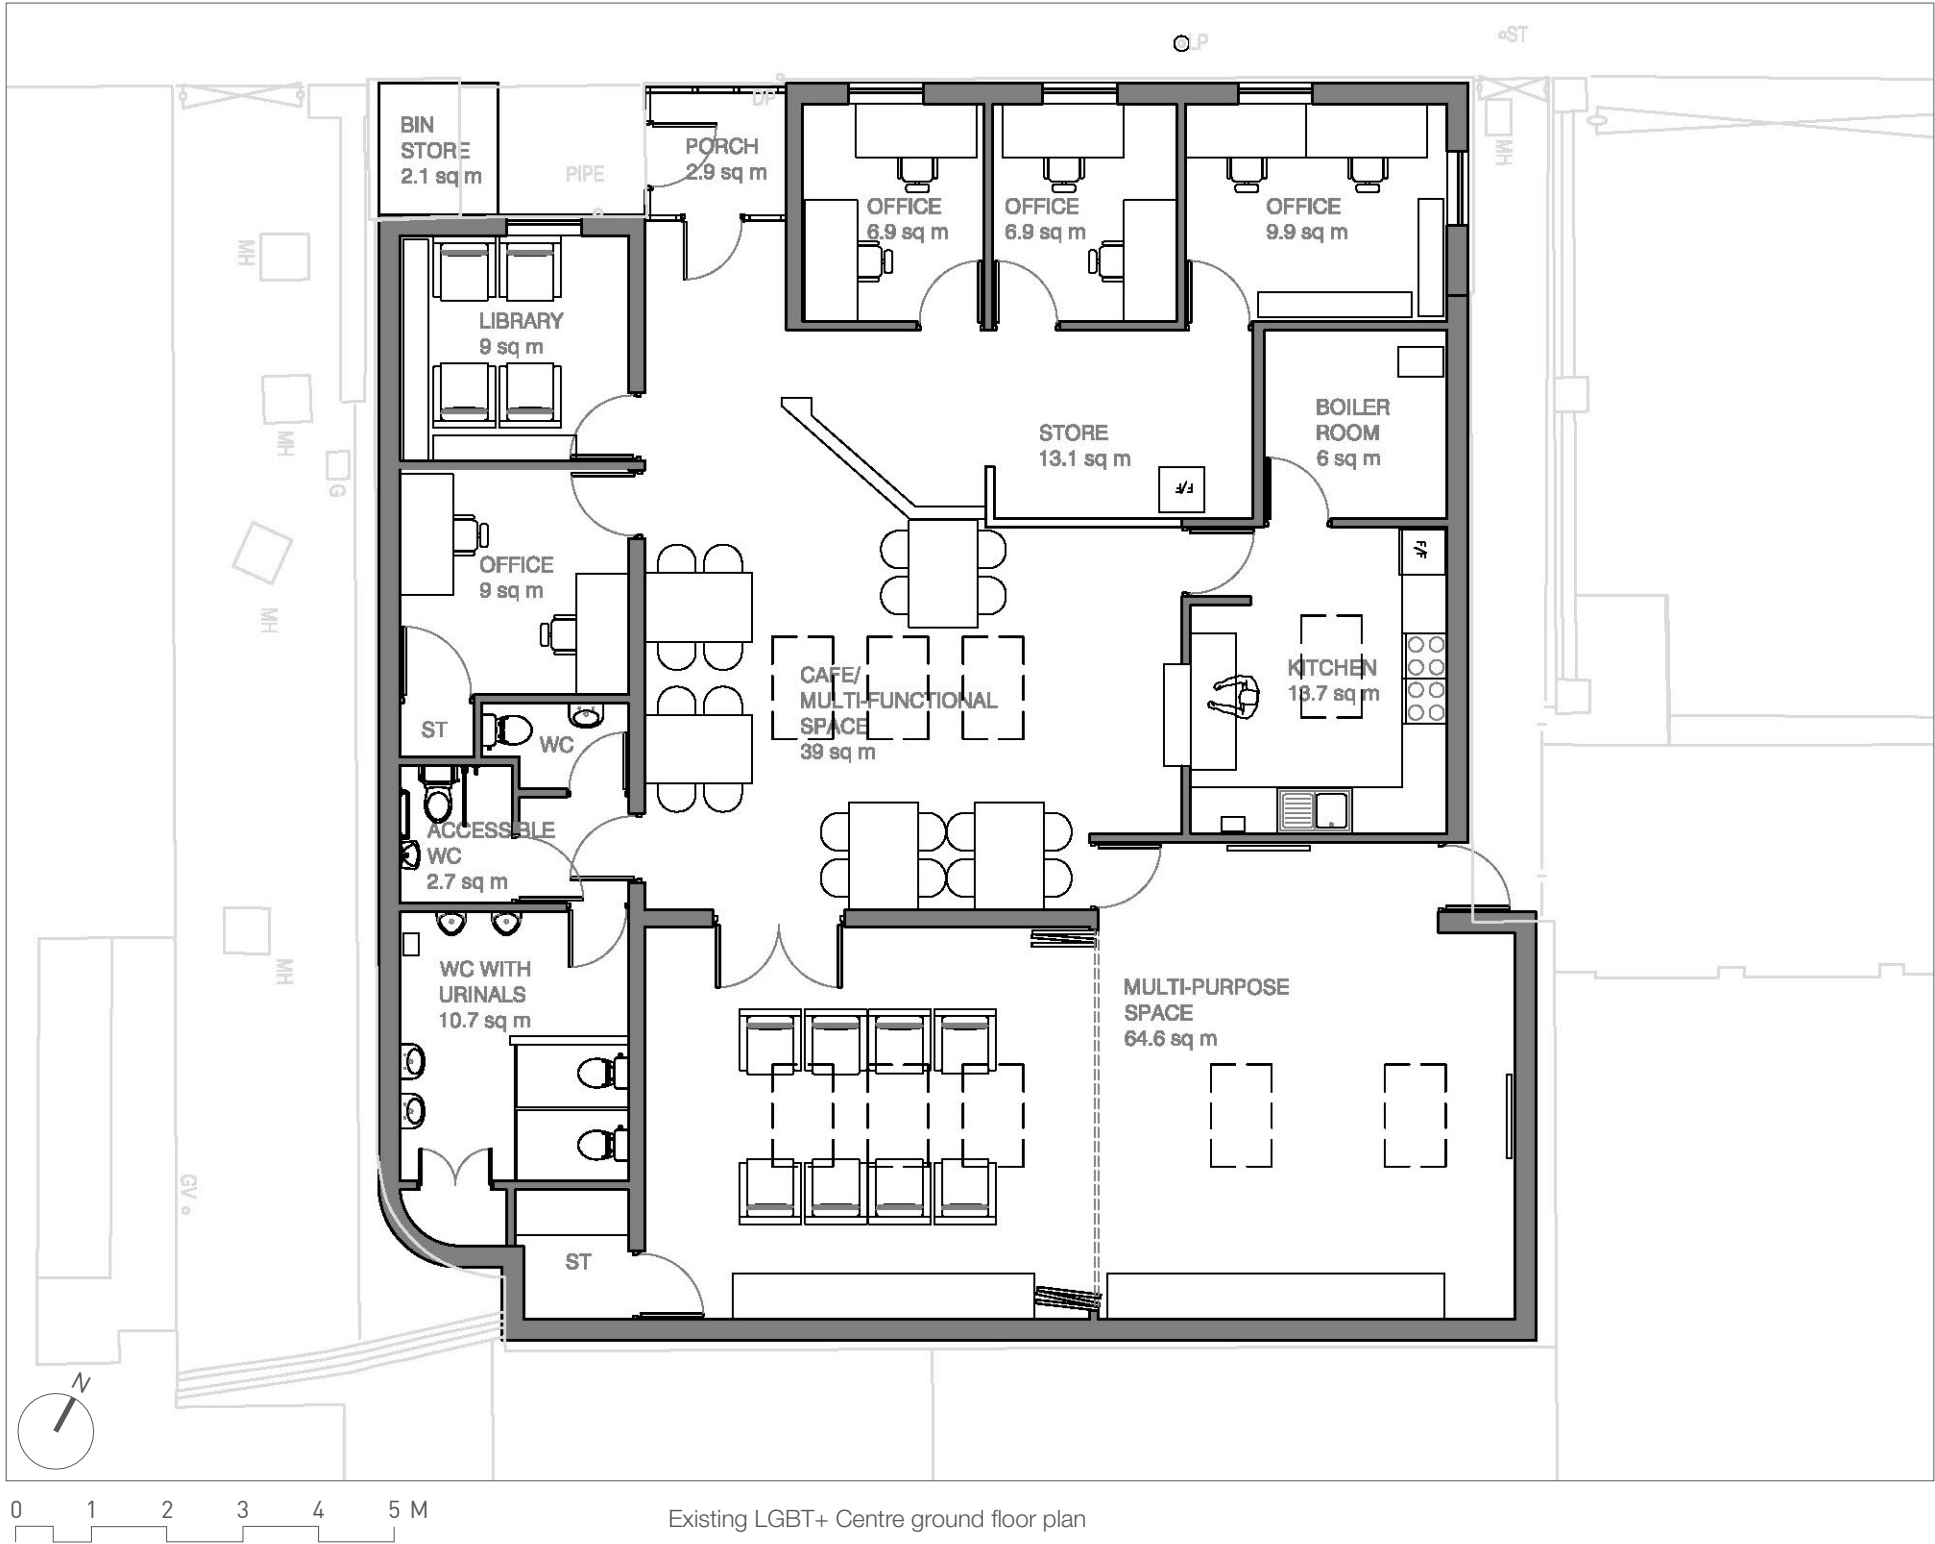 LP
ST
DP
BIN
STORE
2.1 sq m
PIPE
PORCH
2.9 sq m
MH
OFFICE
6.9 sq m
OFFICE
6.9 sq m
OFFICE
9.9 sq m
MH
LIBRARY
9 sq m
MH
G
STORE
13.1 sq m
F/F
BOILER
ROOM
6 sq m
F/F
OFFICE
9 sq m
MH
CAFE/
MULTI-FUNCTIONAL
SPACE
39 sq m
KITCHEN
13.7 sq m
ST
WC
ACCESSIBLE
WC
2.7 sq m
MH
WC WITH
URINALS
10.7 sq m
MULTI-PURPOSE
SPACE
64.6 sq m
GV
ST
N
0 1 2 3 4 5 M
Existing LGBT+ Centre ground floor plan